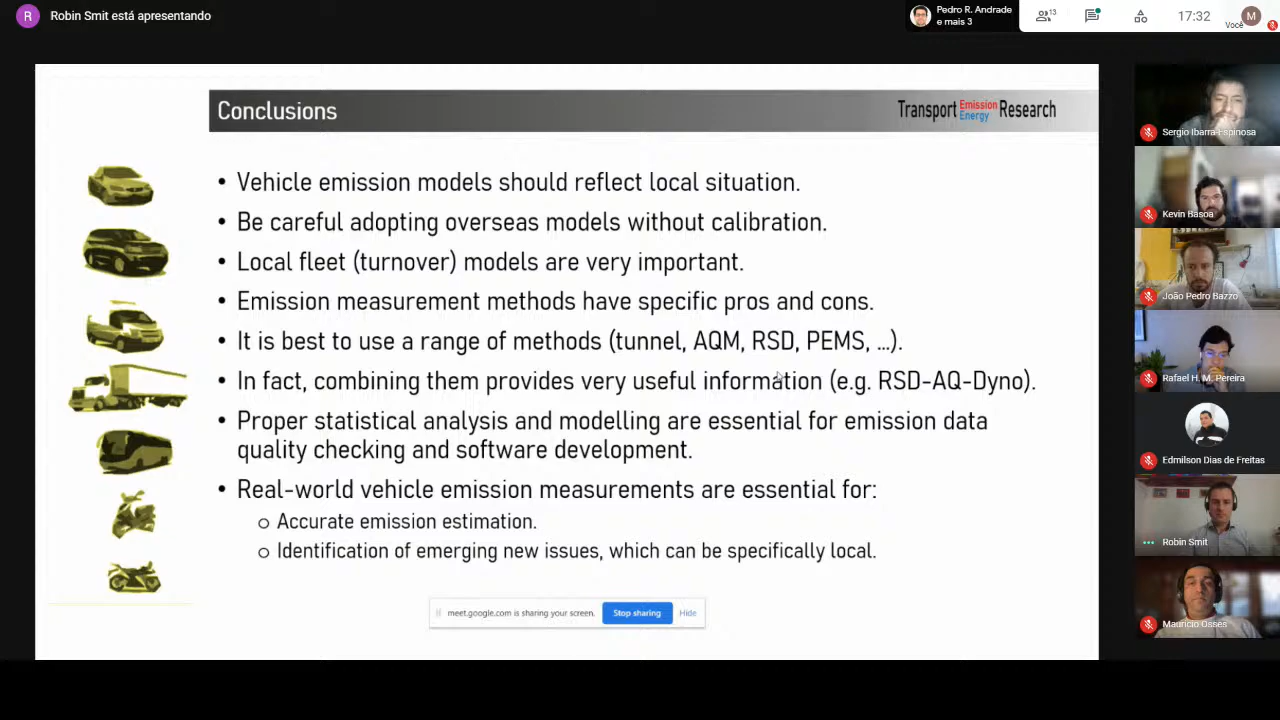 R Robin Smit está apresentando
Pedro R. Andrade
e mais 3
13
17:32
Você
M
Conclusions
Transport Emission Energy Research
• Vehicle emission models should reflect local situation.
• Be careful adopting overseas models without calibration.
• Local fleet (turnover) models are very important.
• Emission measurement methods have specific pros and cons.
• It is best to use a range of methods (tunnel, AQM, RSD, PEMS, …).
• In fact, combining them provides very useful information (e.g. RSD-AQ-Dyno).
• Proper statistical analysis and modelling are essential for emission data
quality checking and software development.
• Real-world vehicle emission measurements are essential for:
o Accurate emission estimation.
o Identification of emerging new issues, which can be specifically local.
meet.google.com is sharing your screen. Stop sharing Hide
Sergio Ibarra-Espinosa
Kevin Basoa
João Pedro Bazzo
Rafael H. M. Pereira
Edmilson Dias de Freitas
Robin Smit
Mauricio Osses